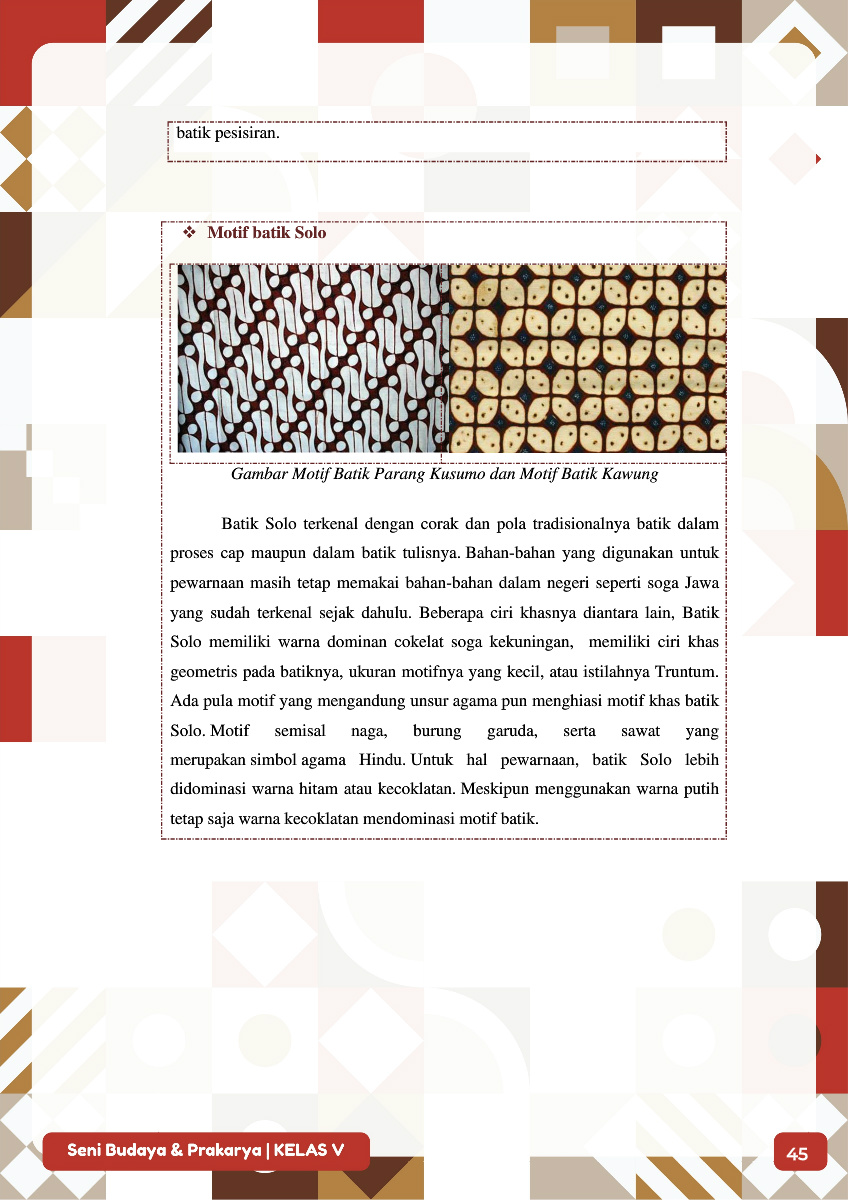 batik pesisiran.
❖ Motif batik Solo
Gambar Motif Batik Parang Kusumo dan Motif Batik Kawung
Batik Solo terkenal dengan corak dan pola tradisionalnya batik dalam
proses cap maupun dalam batik tulisnya. Bahan-bahan yang digunakan untuk
pewarnaan masih tetap memakai bahan-bahan dalam negeri seperti soga Jawa
yang sudah terkenal sejak dahulu. Beberapa ciri khasnya diantara lain, Batik
Solo memiliki warna dominan cokelat soga kekuningan, memiliki ciri khas
geometris pada batiknya, ukuran motifnya yang kecil, atau istilahnya Truntum.
Ada pula motif yang mengandung unsur agama pun menghiasi motif khas batik
Solo. Motif semisal naga, burung garuda, serta sawat yang
merupakan simbol agama Hindu. Untuk hal pewarnaan, batik Solo lebih
didominasi warna hitam atau kecoklatan. Meskipun menggunakan warna putih
tetap saja warna kecoklatan mendominasi motif batik.
Seni Budaya & Prakarya | KELAS V
45